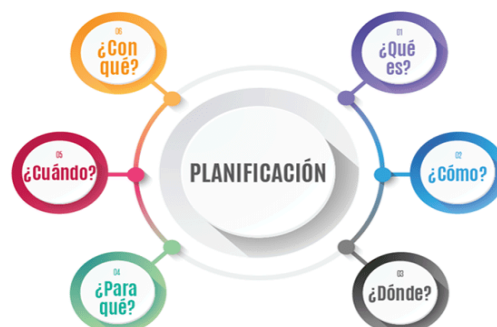 PLANIFICACIÓN
01
¿Qué
es?
02
¿Cómo?
03
¿Dónde?
04
¿Para
qué?
05
¿Cuándo?
06
¿Con
qué?